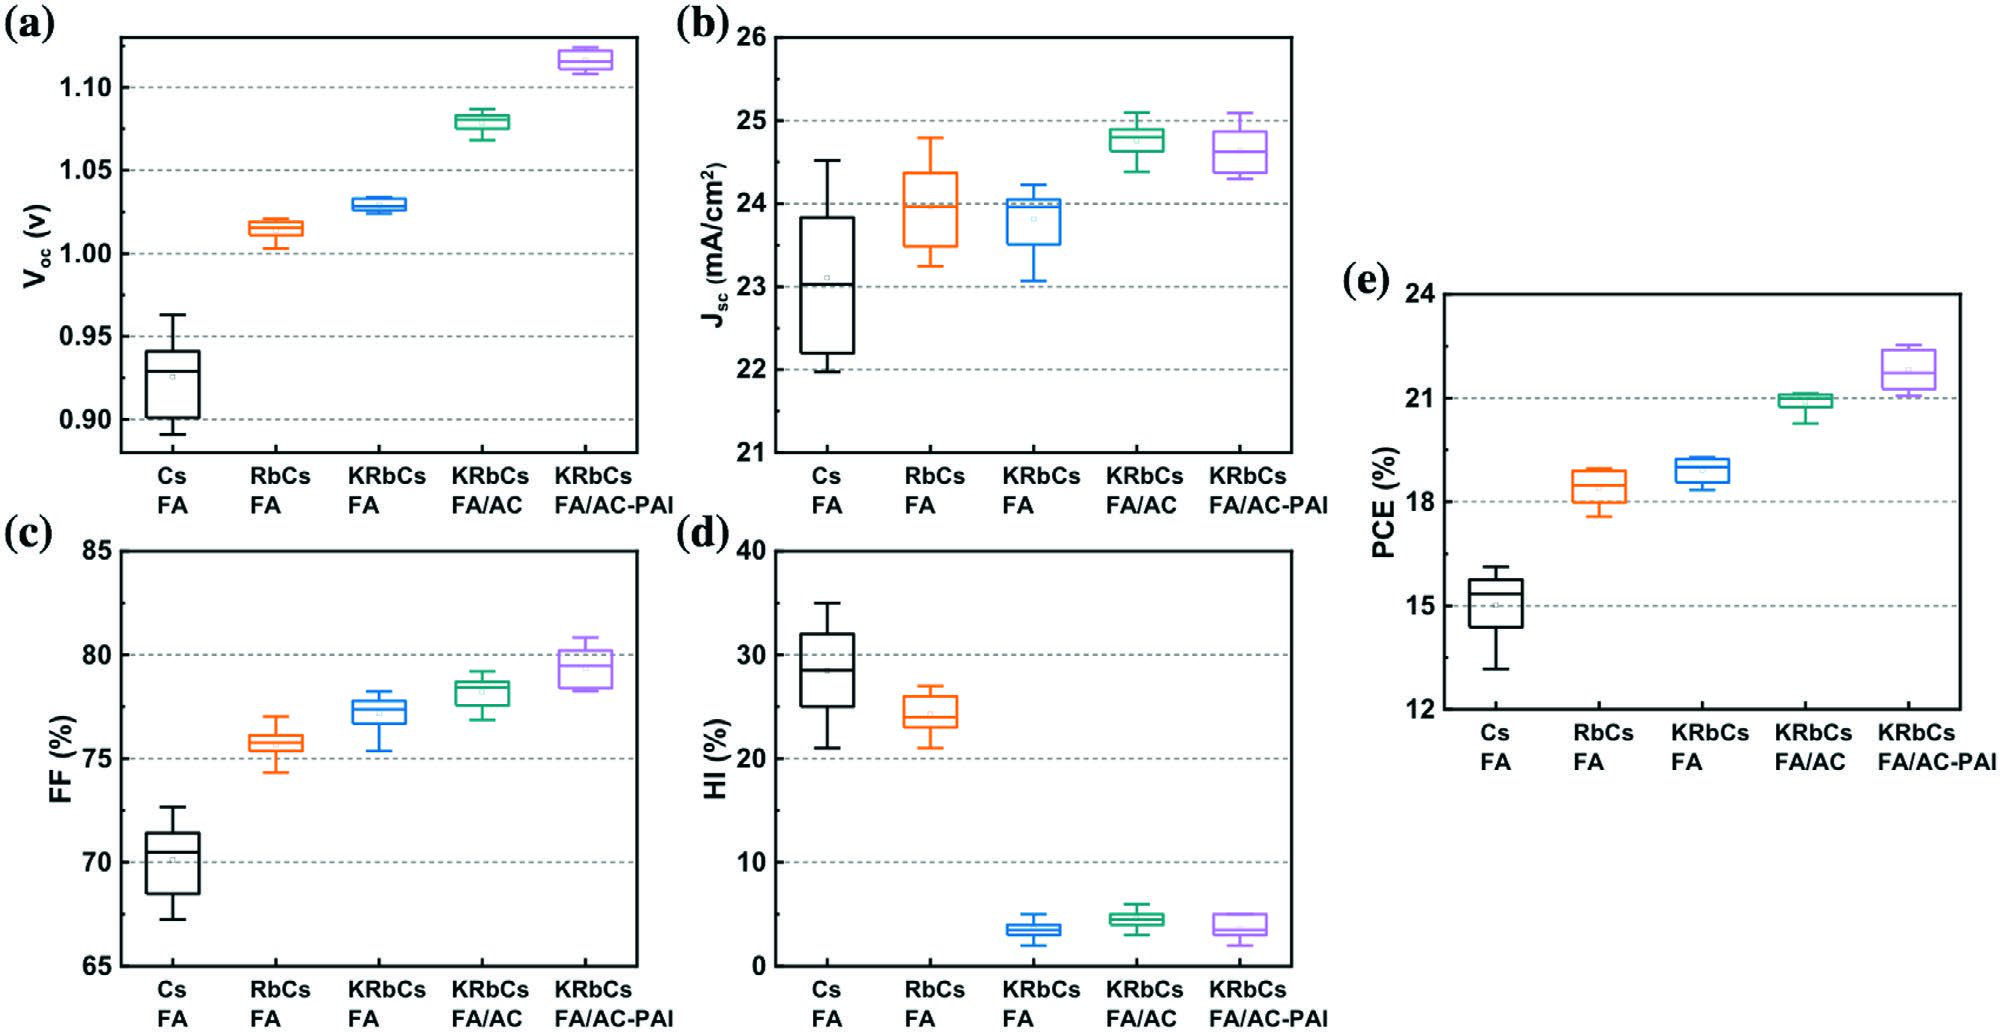 (a)
1.10
1.05
1.00
0.95
0.90
Voc (v)
Cs
FA
RbCs
FA
KRbCs
FA
KRbCs
FA/AC
KRbCs
FA/AC-PAI
(b)
26
25
24
23
22
21
Jsc (mA/cm2)
Cs
FA
RbCs
FA
KRbCs
FA
KRbCs
FA/AC
KRbCs
FA/AC-PAI
(c)
85
80
75
70
65
FF (%)
Cs
FA
RbCs
FA
KRbCs
FA
KRbCs
FA/AC
KRbCs
FA/AC-PAI
(d)
40
30
20
10
0
HI (%)
Cs
FA
RbCs
FA
KRbCs
FA
KRbCs
FA/AC
KRbCs
FA/AC-PAI
(e)
24
21
18
15
12
PCE (%)
Cs
FA
RbCs
FA
KRbCs
FA
KRbCs
FA/AC
KRbCs
FA/AC-PAI